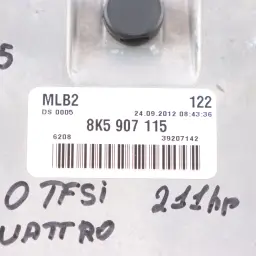 5
MLB2 122
DS 0005 24.09.2012 08:43:36
8K5 907 115
6208 39207142
0 TFSi 211hp
UATTRO